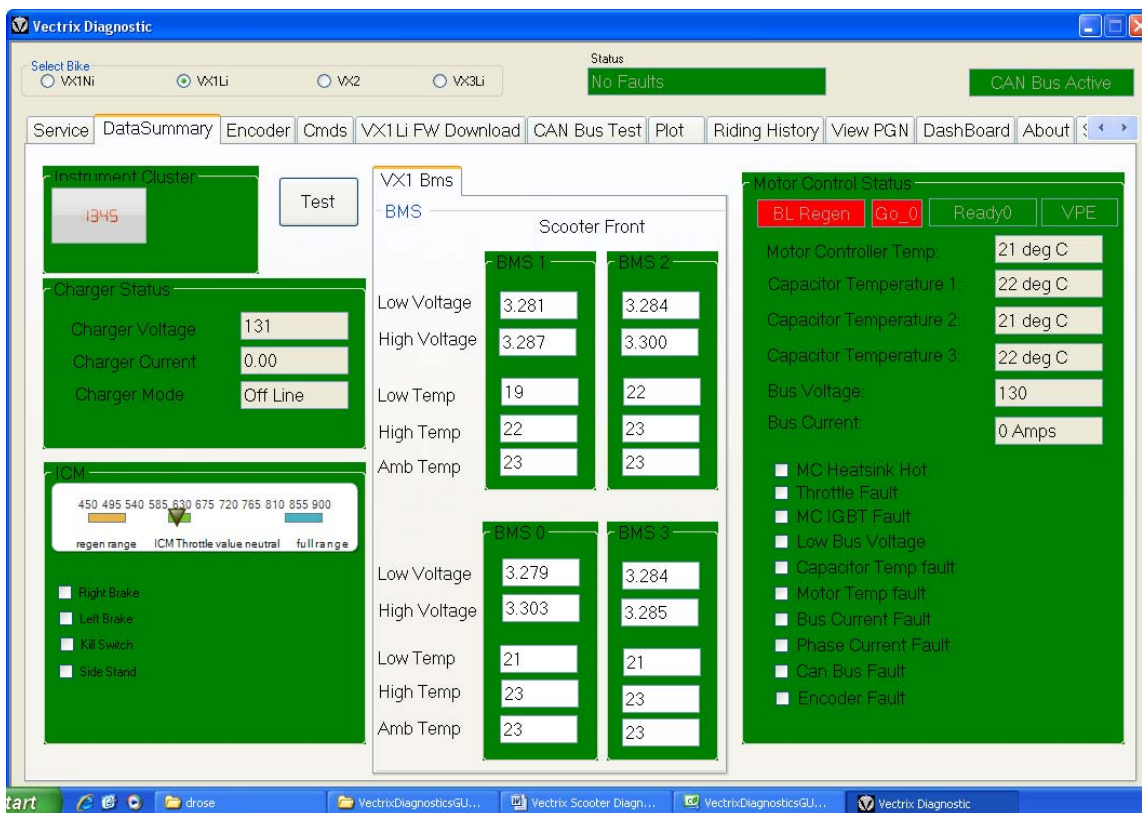 Vectrix Diagnostic
Select Bike
VX1Ni VX1Li VX2 VX3Li
Status
No Faults
CAN Bus Active
Service DataSummary Encoder Cmds VX1Li FW Download CAN Bus Test Plot Riding History View PGN DashBoard About
Instrument Cluster
1345
Test
Charger Status
Charger Voltage 131
Charger Current 0.00
Charger Mode Off Line
ICM
450 495 540 585 630 675 720 765 810 855 900
regen range ICM Throttle value neutral full range
Right Brake
Left Brake
Kill Switch
Side Stand
VX1 Bms
BMS
Scooter Front
BMS 1 BMS 2
Low Voltage 3.281 3.284
High Voltage 3.287 3.300
Low Temp 19 22
High Temp 22 23
Amb Temp 23 23
BMS 0 BMS 3
Low Voltage 3.279 3.284
High Voltage 3.303 3.285
Low Temp 21 21
High Temp 23 23
Amb Temp 23 23
Motor Control Status
BL Regen Go_0 Ready0 VPE
Motor Controller Temp: 21 deg C
Capacitor Temperature 1: 22 deg C
Capacitor Temperature 2: 21 deg C
Capacitor Temperature 3: 22 deg C
Bus Voltage: 130
Bus Current: 0 Amps
MC Heatsink Hot
Throttle Fault
MC IGBT Fault
Low Bus Voltage
Capacitor Temp fault
Motor Temp fault
Bus Current Fault
Phase Current Fault
Can Bus Fault
Encoder Fault
tart drose VectrixDiagnosticsGU... Vectrix Scooter Diagn... VectrixDiagnosticsGU... Vectrix Diagnostic